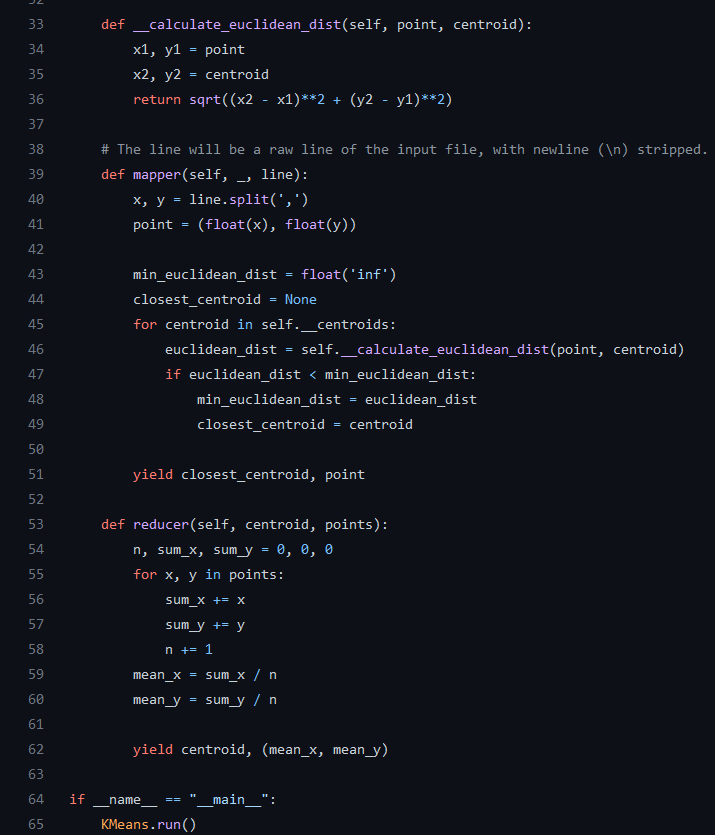 32
33 def __calculate_euclidean_dist(self, point, centroid):
34 x1, y1 = point
35 x2, y2 = centroid
36 return sqrt((x2 - x1)**2 + (y2 - y1)**2)
37
38 # The line will be a raw line of the input file, with newline (\n) stripped.
39 def mapper(self, _, line):
40 x, y = line.split(',')
41 point = (float(x), float(y))
42
43 min_euclidean_dist = float('inf')
44 closest_centroid = None
45 for centroid in self.__centroids:
46 euclidean_dist = self.__calculate_euclidean_dist(point, centroid)
47 if euclidean_dist < min_euclidean_dist:
48 min_euclidean_dist = euclidean_dist
49 closest_centroid = centroid
50
51 yield closest_centroid, point
52
53 def reducer(self, centroid, points):
54 n, sum_x, sum_y = 0, 0, 0
55 for x, y in points:
56 sum_x += x
57 sum_y += y
58 n += 1
59 mean_x = sum_x / n
60 mean_y = sum_y / n
61
62 yield centroid, (mean_x, mean_y)
63
64 if __name__ == "__main__":
65 KMeans.run()